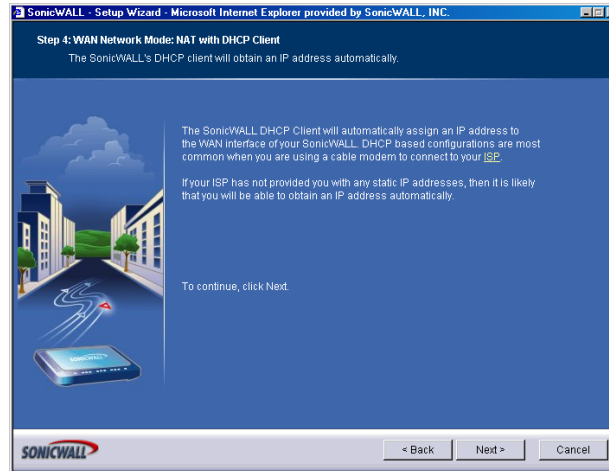 SonicWALL - Setup Wizard - Microsoft Internet Explorer provided by SonicWALL, INC.
Step 4: WAN Network Mode: NAT with DHCP Client
The SonicWALL's DHCP client will obtain an IP address automatically.
The SonicWALL DHCP Client will automatically assign an IP address to
the WAN interface of your SonicWALL. DHCP based configurations are most
common when you are using a cable modem to connect to your ISP.
If your ISP has not provided you with any static IP addresses, then it is likely
that you will be able to obtain an IP address automatically.
To continue, click Next.
SONICWALL
SONICWALL
< Back Next > Cancel